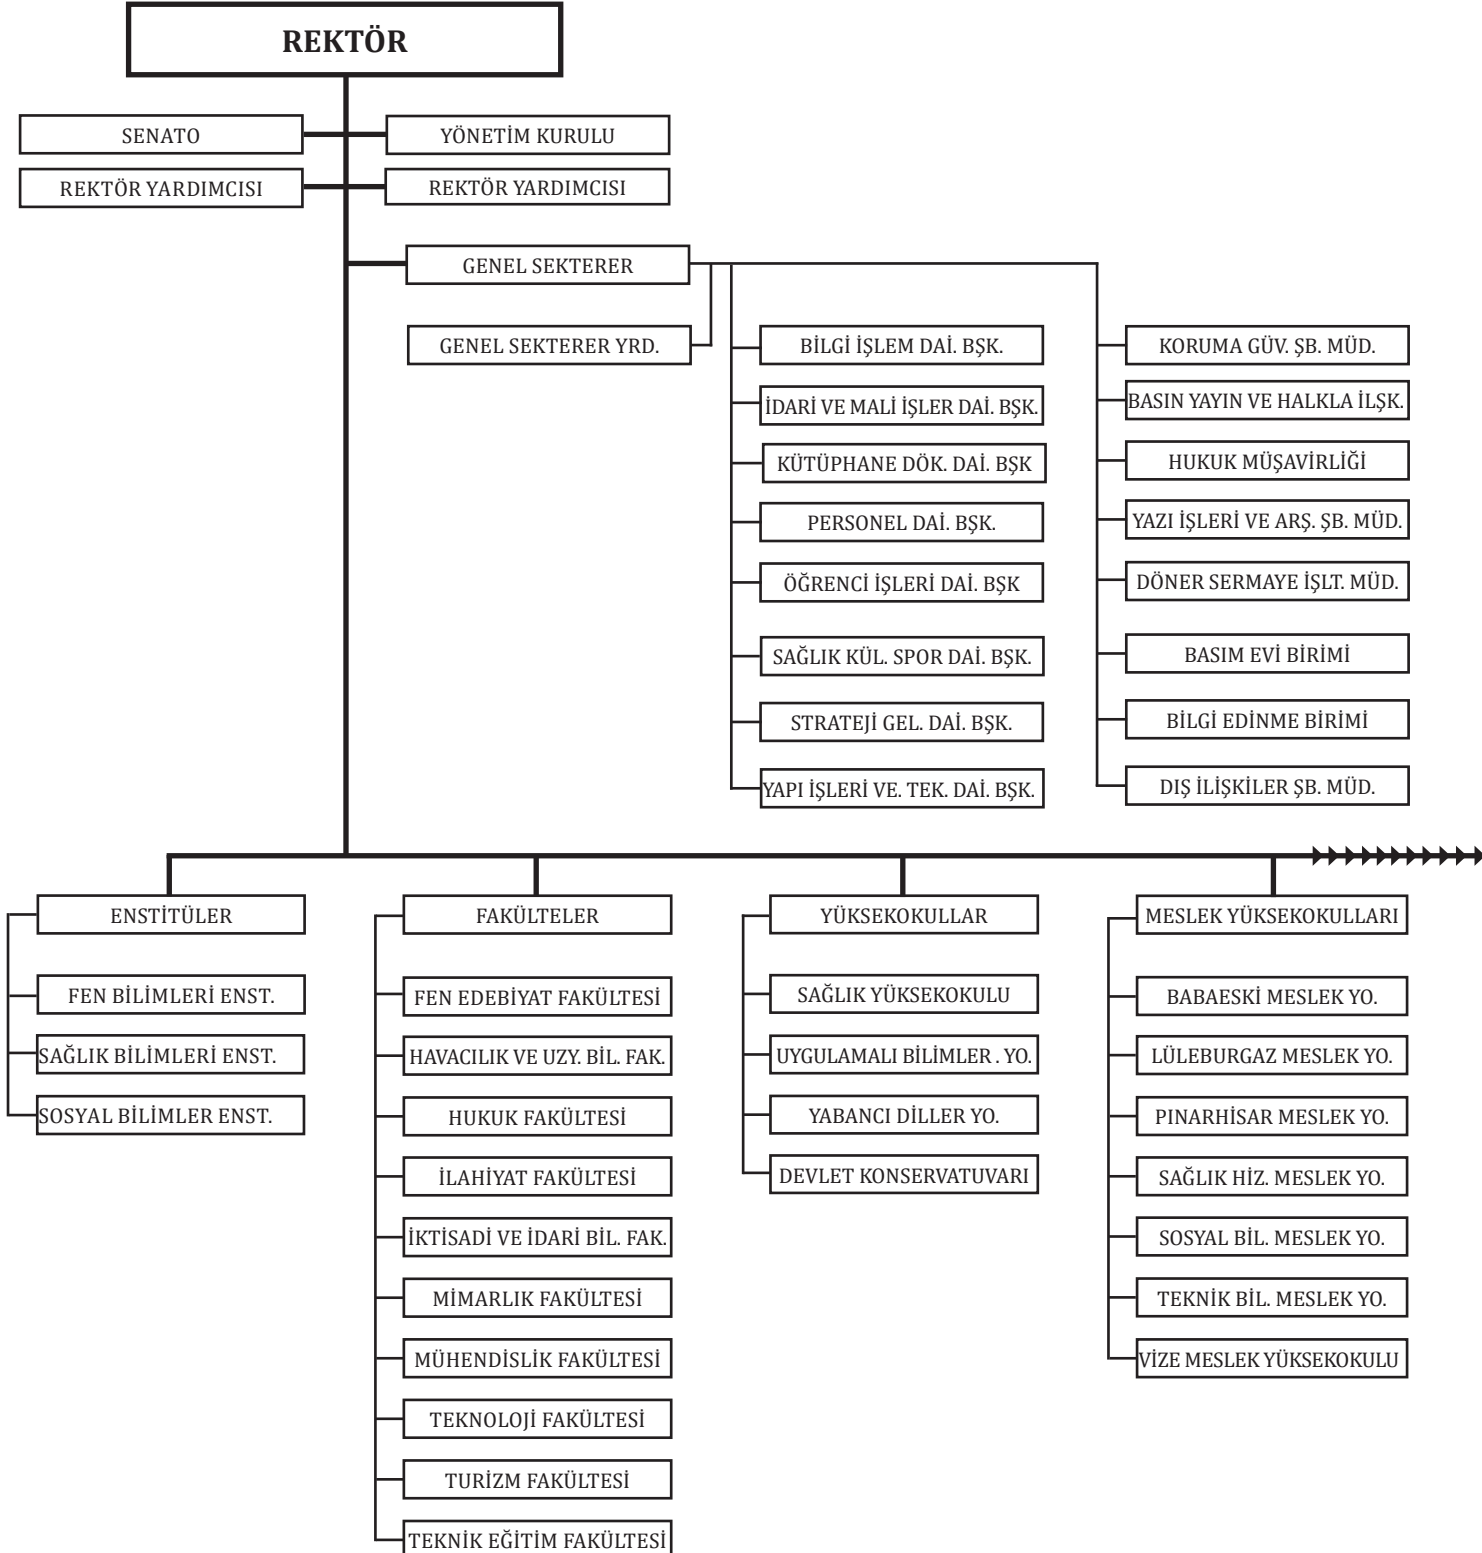 REKTÖR
SENATO
YÖNETİM KURULU
REKTÖR YARDIMCISI
REKTÖR YARDIMCISI
GENEL SEKTERER
GENEL SEKTERER YRD.
BİLGİ İŞLEM DAİ. BŞK.
İDARİ VE MALİ İŞLER DAİ. BŞK.
KÜTÜPHANE DÖK. DAİ. BŞK
PERSONEL DAİ. BŞK.
ÖĞRENCİ İŞLERİ DAİ. BŞK
SAĞLIK KÜL. SPOR DAİ. BŞK.
STRATEJİ GEL. DAİ. BŞK.
YAPI İŞLERİ VE. TEK. DAİ. BŞK.
KORUMA GÜV. ŞB. MÜD.
BASIN YAYIN VE HALKLA İLŞK.
HUKUK MÜŞAVİRLİĞİ
YAZI İŞLERİ VE ARŞ. ŞB. MÜD.
DÖNER SERMAYE İŞLT. MÜD.
BASIM EVİ BİRİMİ
BİLGİ EDİNME BİRİMİ
DIŞ İLİŞKİLER ŞB. MÜD.
ENSTİTÜLER
FEN BİLİMLERİ ENST.
SAĞLIK BİLİMLERİ ENST.
SOSYAL BİLİMLER ENST.
FAKÜLTELER
FEN EDEBİYAT FAKÜLTESİ
HAVACILIK VE UZY. BİL. FAK.
HUKUK FAKÜLTESİ
İLAHİYAT FAKÜLTESİ
İKTİSADİ VE İDARİ BİL. FAK.
MİMARLIK FAKÜLTESİ
MÜHENDİSLİK FAKÜLTESİ
TEKNOLOJİ FAKÜLTESİ
TURİZM FAKÜLTESİ
TEKNİK EĞİTİM FAKÜLTESİ
YÜKSEKOKULLAR
SAĞLIK YÜKSEKOKULU
UYGULAMALI BİLİMLER . YO.
YABANCI DİLLER YO.
DEVLET KONSERVATUVARI
MESLEK YÜKSEKOKULLARI
BABAESKİ MESLEK YO.
LÜLEBURGAZ MESLEK YO.
PINARHİSAR MESLEK YO.
SAĞLIK HİZ. MESLEK YO.
SOSYAL BİL. MESLEK YO.
TEKNİK BİL. MESLEK YO.
VİZE MESLEK YÜKSEKOKULU